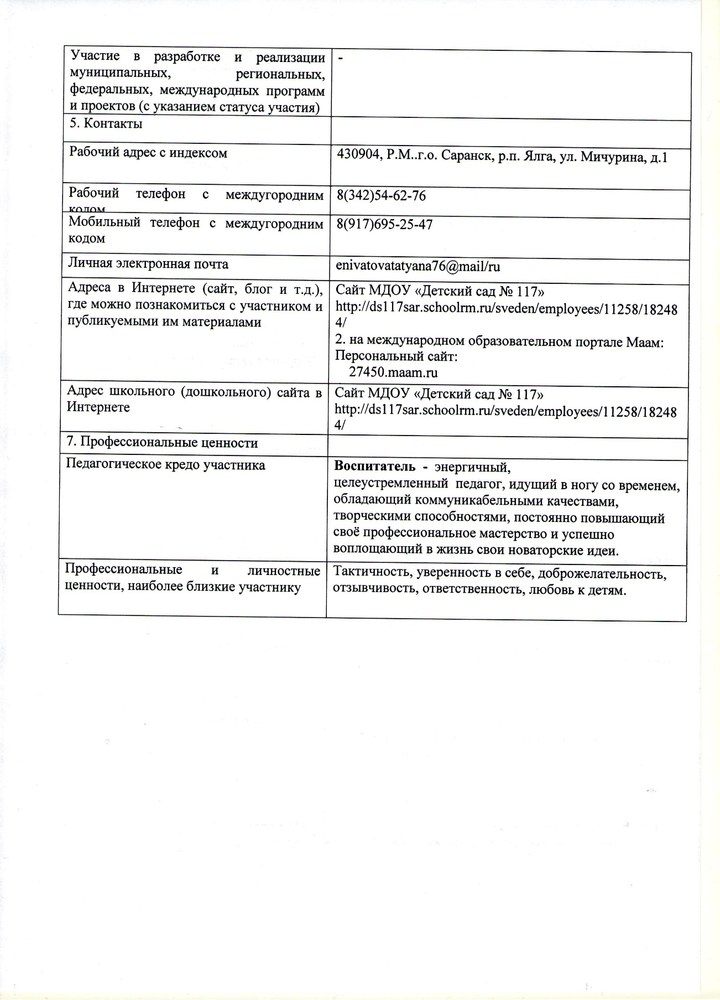 Участие в разработке и реализации
муниципальных, региональных,
федеральных, международных программ
и проектов (с указанием статуса участия)
-
5. Контакты
Рабочий адрес с индексом
430904, Р.М..г.о. Саранск, р.п. Ялга, ул. Мичурина, д.1
Рабочий телефон с междугородним
кодом
8(342)54-62-76
Мобильный телефон с междугородним
кодом
8(917)695-25-47
Личная электронная почта
enivatovatatyana76@mail/ru
Адреса в Интернете (сайт, блог и т.д.),
где можно познакомиться с участником и
публикуемыми им материалами
Сайт МДОУ «Детский сад № 117»
http://ds117sar.schoolrm.ru/sveden/employees/11258/18248
4/
2. на международном образовательном портале Маам:
Персональный сайт:
27450.maam.ru
Адрес школьного (дошкольного) сайта в
Интернете
Сайт МДОУ «Детский сад № 117»
http://ds117sar.schoolrm.ru/sveden/employees/11258/18248
4/
7. Профессиональные ценности
Педагогическое кредо участника
Воспитатель - энергичный,
целеустремленный педагог, идущий в ногу со временем,
обладающий коммуникабельными качествами,
творческими способностями, постоянно повышающий
своё профессиональное мастерство и успешно
воплощающий в жизнь свои новаторские идеи.
Профессиональные и личностные
ценности, наиболее близкие участнику
Тактичность, уверенность в себе, доброжелательность,
отзывчивость, ответственность, любовь к детям.